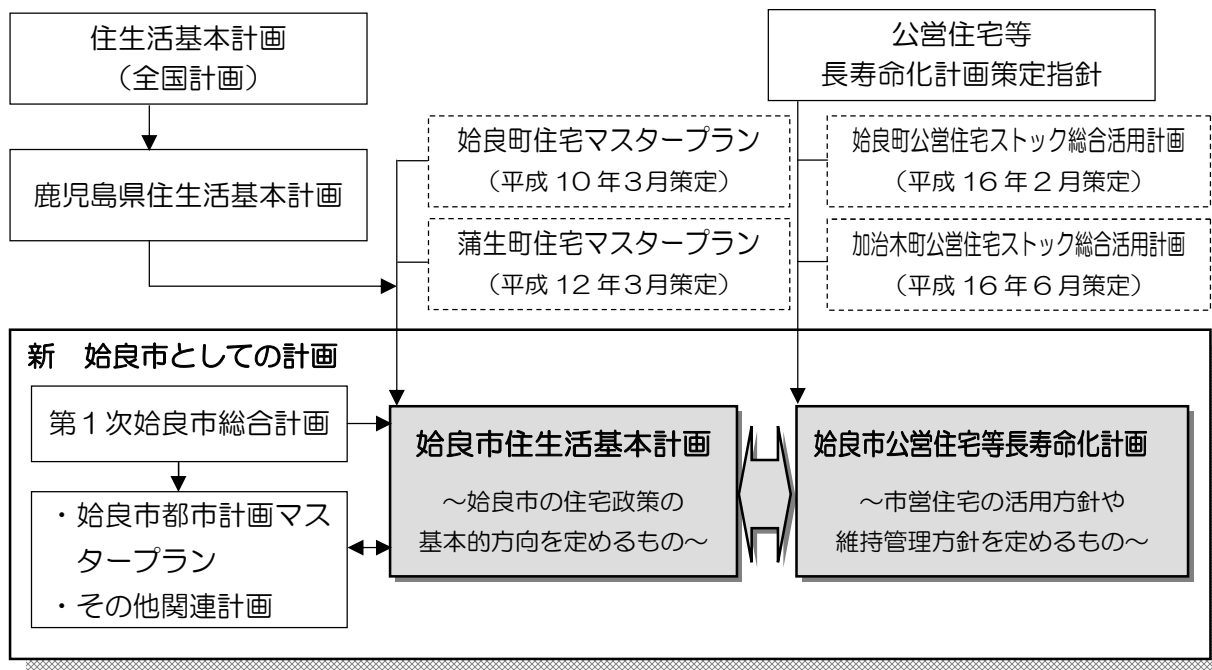 住生活基本計画
（全国計画）
公営住宅等
長寿命化計画策定指針
鹿児島県住生活基本計画
姶良町住宅マスタープラン
（平成 10 年３月策定）
蒲生町住宅マスタープラン
（平成 12 年３月策定）
姶良町公営住宅ストック総合活用計画
（平成 16 年２月策定）
加治木町公営住宅ストック総合活用計画
（平成 16 年６月策定）
新　姶良市としての計画
第１次姶良市総合計画
・姶良市都市計画マス
タープラン
・その他関連計画
姶良市住生活基本計画
～姶良市の住宅政策の
基本的方向を定めるもの～
姶良市公営住宅等長寿命化計画
～市営住宅の活用方針や
維持管理方針を定めるもの～